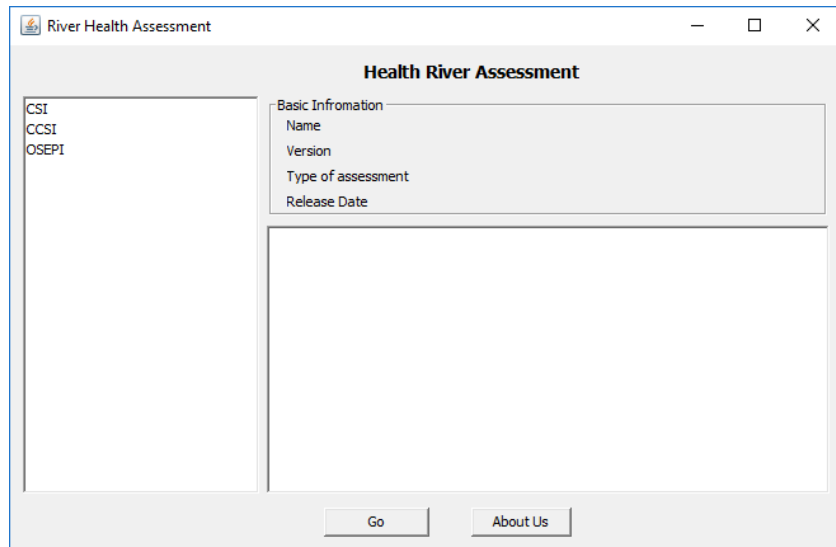 River Health Assessment
Health River Assessment
CSI
CCSI
OSEPI
Basic Infromation
Name
Version
Type of assessment
Release Date
Go
About Us